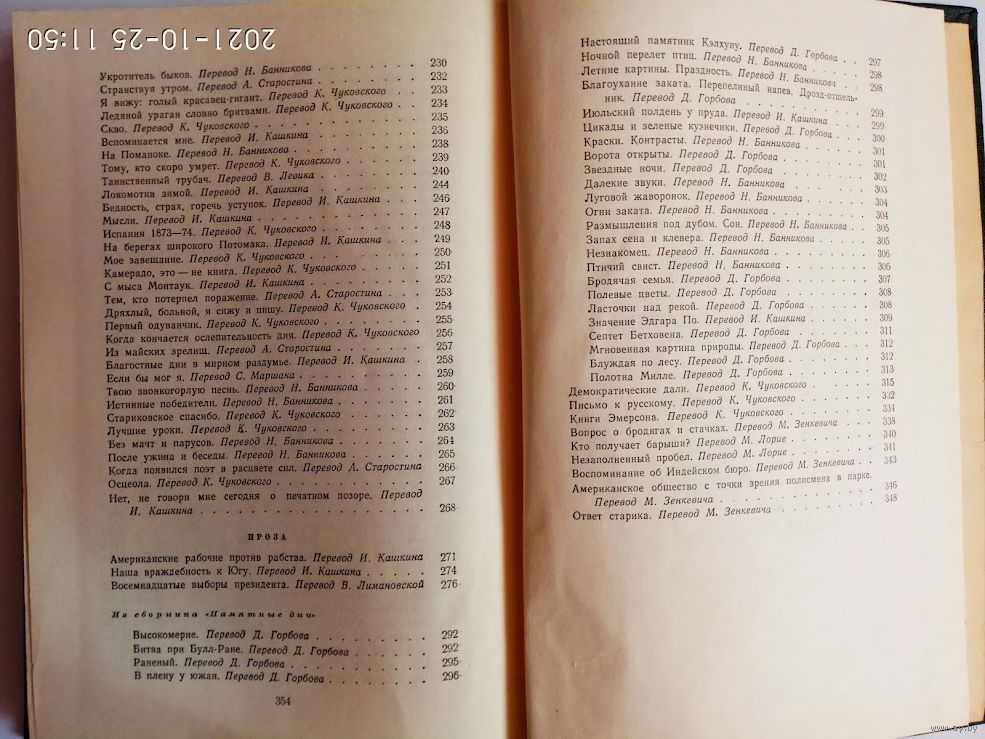 2021-10-25 11:50
Укротитель быков. Перевод Н. Банникова . . . . . . . . 230
Странствуя утром. Перевод А. Старостина . . . . . . . 232
Я вижу: голый красавец-гигант. Перевод К. Чуковского . . 233
Ледяной ураган словно бритвами. Перевод К. Чуковского . . 234
Скво. Перевод К. Чуковского . . . . . . . . . . . 235
Вспоминается мне. Перевод И. Кашкина . . . . . . . . 236
На Поманоке. Перевод Н. Банникова . . . . . . . . . 238
Тому, кто скоро умрет. Перевод К. Чуковского . . . . . . 239
Таинственный трубач. Перевод В. Левика . . . . . . . . 240
Локомотив зимой. Перевод И. Кашкина . . . . . . . . 244
Бедность, страх, горечь уступок. Перевод И. Кашкина . . . 246
Мысли. Перевод И. Кашкина . . . . . . . . . . . 247
Испания 1873—74. Перевод К. Чуковского . . . . . . . . 248
На берегах широкого Потомака. Перевод И. Кашкина . . . 249
Мое завещание. Перевод К. Чуковского . . . . . . . . 250
Камерадо, это — не книга. Перевод К. Чуковского . . . . . 251
С мыса Монтаук. Перевод И. Кашкина . . . . . . . . 252
Тем, кто потерпел поражение. Перевод А. Старостина . . . 253
Дряхлый, больной, я сижу и пишу. Перевод К. Чуковского . . 254
Первый одуванчик. Перевод К. Чуковского . . . . . . . 255
Когда кончается ослепительность дня. Перевод К. Чуковского 256
Из майских зрелищ. Перевод А. Старостина . . . . . . . 257
Благостные дни в мирном раздумье. Перевод И. Кашкина . 258
Если бы мог я. Перевод С. Маршака . . . . . . . . . 259
Твою звонкогорлую песнь. Перевод Н. Банникова . . . . . 260
Истинные победители. Перевод Н. Банникова . . . . . . 261
Стариковское спасибо. Перевод К. Чуковского . . . . . . 262
Лучшие уроки. Перевод К. Чуковского . . . . . . . . . 263
Без мачт и парусов. Перевод Н. Банникова . . . . . . . 264
После ужина и беседы. Перевод Н. Банникова . . . . . . 265
Когда появился поэт в расцвете сил. Перевод А. Старостина 266
Осцеола. Перевод К. Чуковского . . . . . . . . . . 267
Нет, не говори мне сегодня о печатном позоре. Перевод
И. Кашкина . . . . . . . . . . . . . . . . . 268
ПРОЗА
Американские рабочие против рабства. Перевод И. Кашкина 271
Наша враждебность к Югу. Перевод И. Кашкина . . . . . 274
Восемнадцатые выборы президента. Перевод В. Лимановской 276
Из сборника «Памятные дни»
Высокомерие. Перевод Д. Горбова . . . . . . . . . 292
Битва при Булл-Ране. Перевод Д. Горбова . . . . . . 292
Раненый. Перевод Д. Горбова . . . . . . . . . . . 295
В плену у южан. Перевод Д. Горбова . . . . . . . . 296
354
Настоящий памятник Кэлхуну. Перевод Д. Горбова . . 297
Ночной перелет птиц. Перевод Н. Банникова . . . . . 298
Летние картины. Праздность. Перевод Н. Банникова . . 298
Благоухание заката. Перепелиный напев. Дрозд-отшель-
ник. Перевод Д. Горбова . . . . . . . . . . . 299
Июльский полдень у пруда. Перевод И. Кашкина . . . 299
Цикады и зеленые кузнечики. Перевод Д. Горбова . . . 300
Краски. Контрасты. Перевод Н. Банникова . . . . . . 301
Ворота открыты. Перевод Д. Горбова . . . . . . . . 301
Звездные ночи. Перевод Д. Горбова . . . . . . . . 302
Далекие звуки. Перевод Н. Банникова . . . . . . . . 303
Луговой жаворонок. Перевод Н. Банникова . . . . . . 304
Огни заката. Перевод Н. Банникова . . . . . . . . 304
Размышления под дубом. Сон. Перевод Н. Банникова . . 305
Запах сена и клевера. Перевод Н. Банникова . . . . . 305
Незнакомец. Перевод Н. Банникова . . . . . . . . . 306
Птичий свист. Перевод Н. Банникова . . . . . . . . 306
Бродячая семья. Перевод Д. Горбова . . . . . . . . 307
Полевые цветы. Перевод Д. Горбова . . . . . . . . 308
Ласточки над рекой. Перевод Д. Горбова . . . . . . 308
Значение Эдгара По. Перевод И. Кашкина . . . . . . 309
Септет Бетховена. Перевод Д. Горбова . . . . . . . 311
Мгновенная картина природы. Перевод Д. Горбова . . . 312
Блуждая по лесу. Перевод Д. Горбова . . . . . . . 312
Полотна Милле. Перевод Д. Горбова . . . . . . . . 313
Демократические дали. Перевод К. Чуковского . . . . . . 315
Письмо к русскому. Перевод К. Чуковского . . . . . . . 332
Книги Эмерсона. Перевод К. Чуковского . . . . . . . . 334
Вопрос о бродягах и стачках. Перевод М. Зенкевича . . . . 338
Кто получает барыши? Перевод М. Лорие . . . . . . . 340
Незаполненный пробел. Перевод М. Лорие . . . . . . . 341
Воспоминание об Индейском бюро. Перевод М. Зенкевича . . 343
Американское общество с точки зрения полисмена в парке.
Перевод М. Зенкевича . . . . . . . . . . . . . 346
Ответ старика. Перевод М. Зенкевича . . . . . . . . . 348
www.ay.by